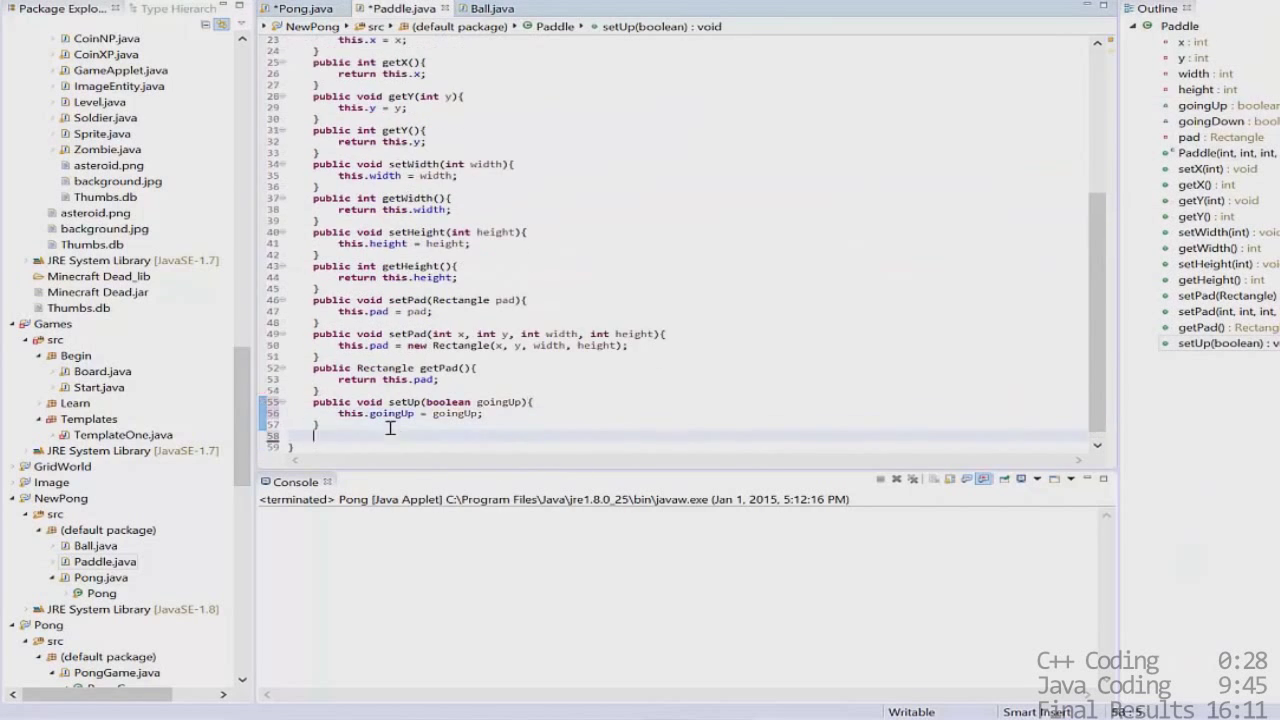 Package Explo...
Type Hierarch
CoinNP.java
CoinXP.java
GameApplet.java
ImageEntity.java
Level.java
Soldier.java
Sprite.java
Zombie.java
asteroid.png
background.jpg
Thumbs.db
asteroid.png
background.jpg
Thumbs.db
JRE System Library [JavaSE-1.7]
Minecraft Dead_lib
Minecraft Dead.jar
Thumbs.db
Games
src
Begin
Board.java
Start.java
Learn
Templates
TemplateOne.java
JRE System Library [JavaSE-1.7]
GridWorld
Image
NewPong
src
(default package)
Ball.java
Paddle.java
Pong.java
Pong
JRE System Library [JavaSE-1.8]
Pong
src
(default package)
PongGame.java
*Pong.java
*Paddle.java
Ball.java
NewPong
src
(default package)
Paddle
setUp(boolean) : void
23 this.x = x;
24 }
25 public int getX(){
26 return this.x;
27 }
28 public void getY(int y){
29 this.y = y;
30 }
31 public int getY(){
32 return this.y;
33 }
34 public void setWidth(int width){
35 this.width = width;
36 }
37 public int getWidth(){
38 return this.width;
39 }
40 public void setHeight(int height){
41 this.height = height;
42 }
43 public int getHeight(){
44 return this.height;
45 }
46 public void setPad(Rectangle pad){
47 this.pad = pad;
48 }
49 public void setPad(int x, int y, int width, int height){
50 this.pad = new Rectangle(x, y, width, height);
51 }
52 public Rectangle getPad(){
53 return this.pad;
54 }
55 public void setUp(boolean goingUp){
56 this.goingUp = goingUp;
57 }
58
59 }
Console
<terminated> Pong [Java Applet] C:\Program Files\Java\jre1.8.0_25\bin\javaw.exe (Jan 1, 2015, 5:12:16 PM)
Outline
Paddle
x : int
y : int
width : int
height : int
goingUp : boolean
goingDown : bool
pad : Rectangle
Paddle(int, int, int,
setX(int) : void
getX() : int
getY(int) : void
getY() : int
setWidth(int) : void
getWidth() : int
setHeight(int) : voi
getHeight() : int
setPad(Rectangle)
setPad(int, int, int,
getPad() : Rectang
setUp(boolean) : v
C++ Coding 0:28
Java Coding 9:45
Final Results 16:11
Writable
Smart Insert